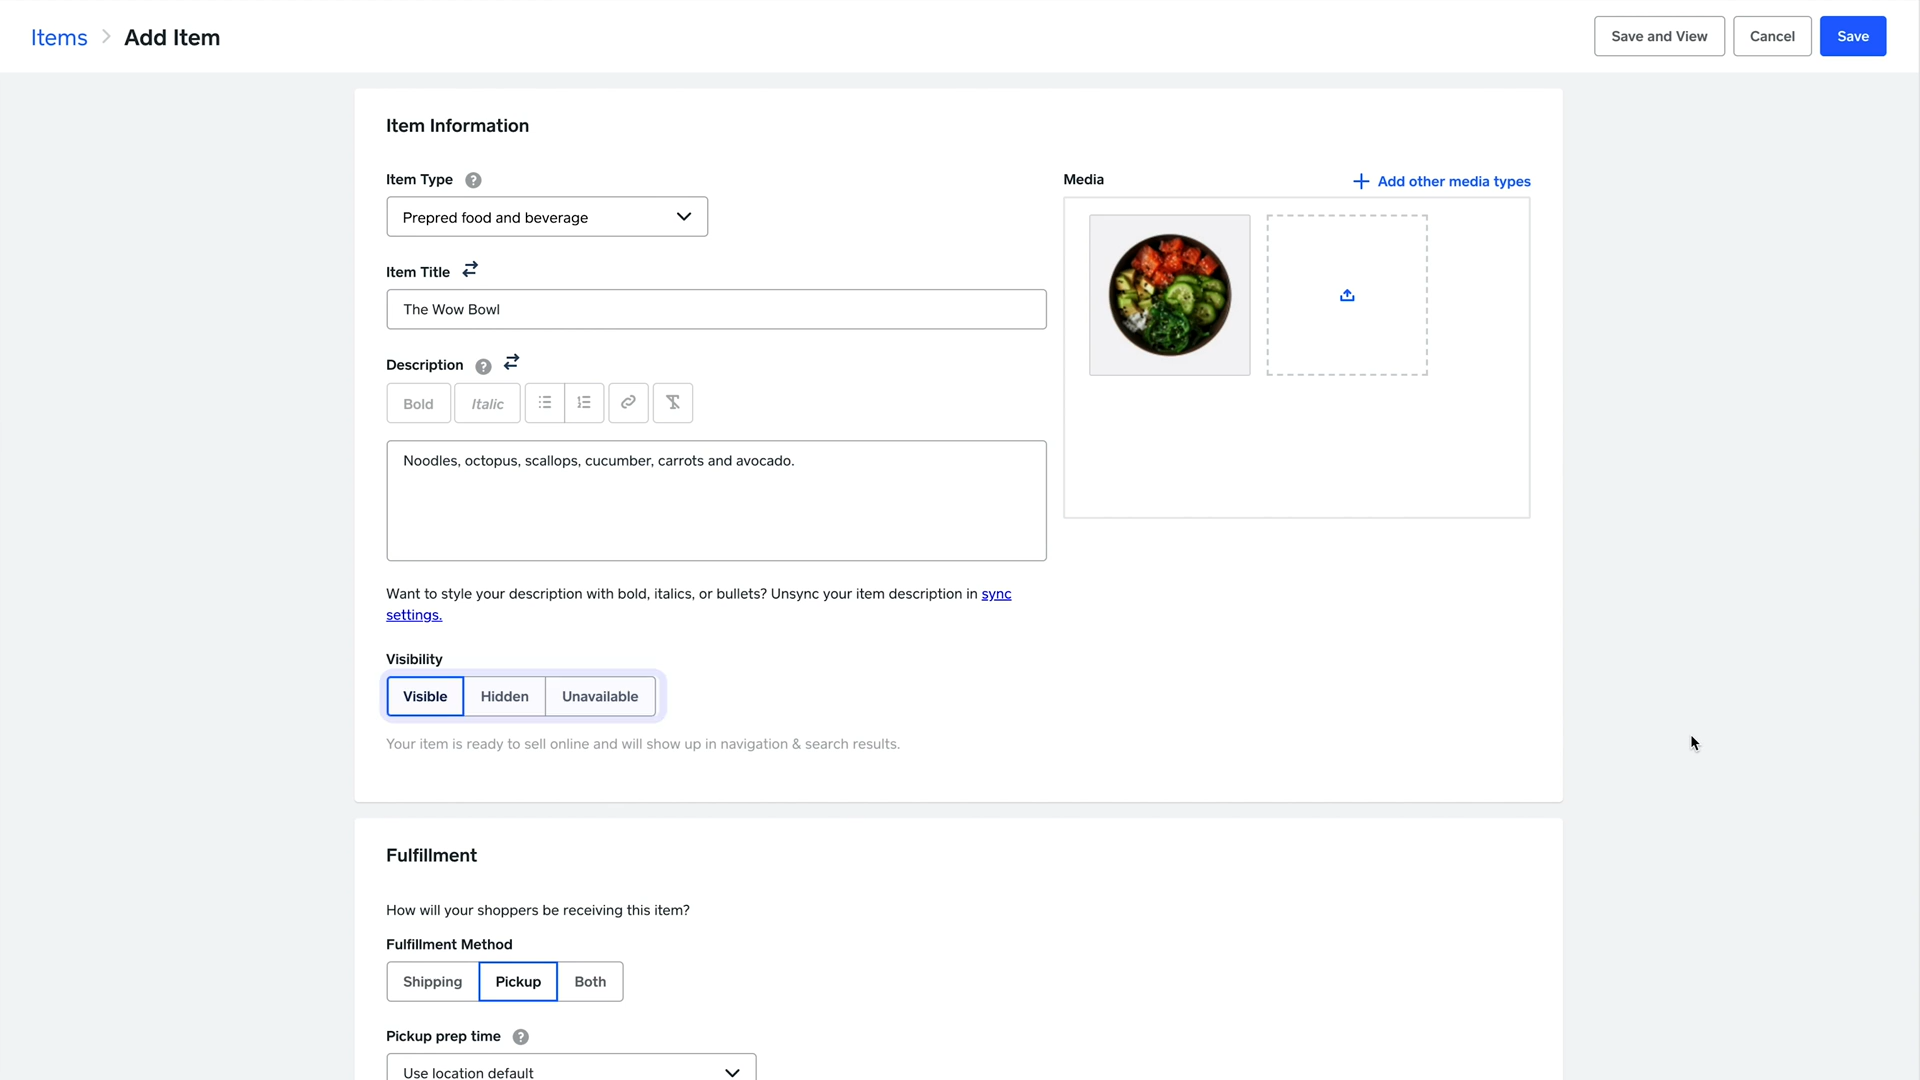 Items > Add Item
Save and View
Cancel
Save
Item Information
Item Type ?
Prepred food and beverage
Item Title
The Wow Bowl
Description ?
Bold
Italic
Noodles, octopus, scallops, cucumber, carrots and avocado.
Want to style your description with bold, italics, or bullets? Unsync your item description in sync
settings.
Visibility
Visible
Hidden
Unavailable
Your item is ready to sell online and will show up in navigation & search results.
Media
Add other media types
Fulfillment
How will your shoppers be receiving this item?
Fulfillment Method
Shipping
Pickup
Both
Pickup prep time ?
Use location default